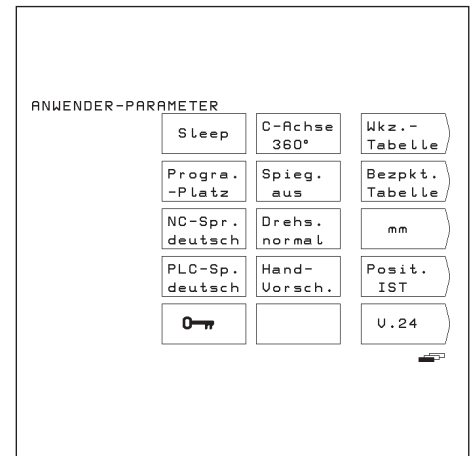 ANWENDER-PARAMETER
Sleep
C-Achse
360°
Wkz.-
Tabelle
Progra.
-Platz
Spieg.
aus
Bezpkt.
Tabelle
NC-Spr.
deutsch
Drehs.
normal
mm
PLC-Sp.
deutsch
Hand-
Vorsch.
Posit.
IST
V.24